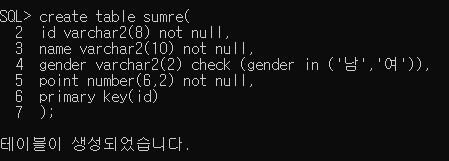 SQL> create table sumre(
  2  id varchar2(8) not null,
  3  name varchar2(10) not null,
  4  gender varchar2(2) check (gender in ('남','여')),
  5  point number(6,2) not null,
  6  primary key(id)
  7  );
테이블이 생성되었습니다.